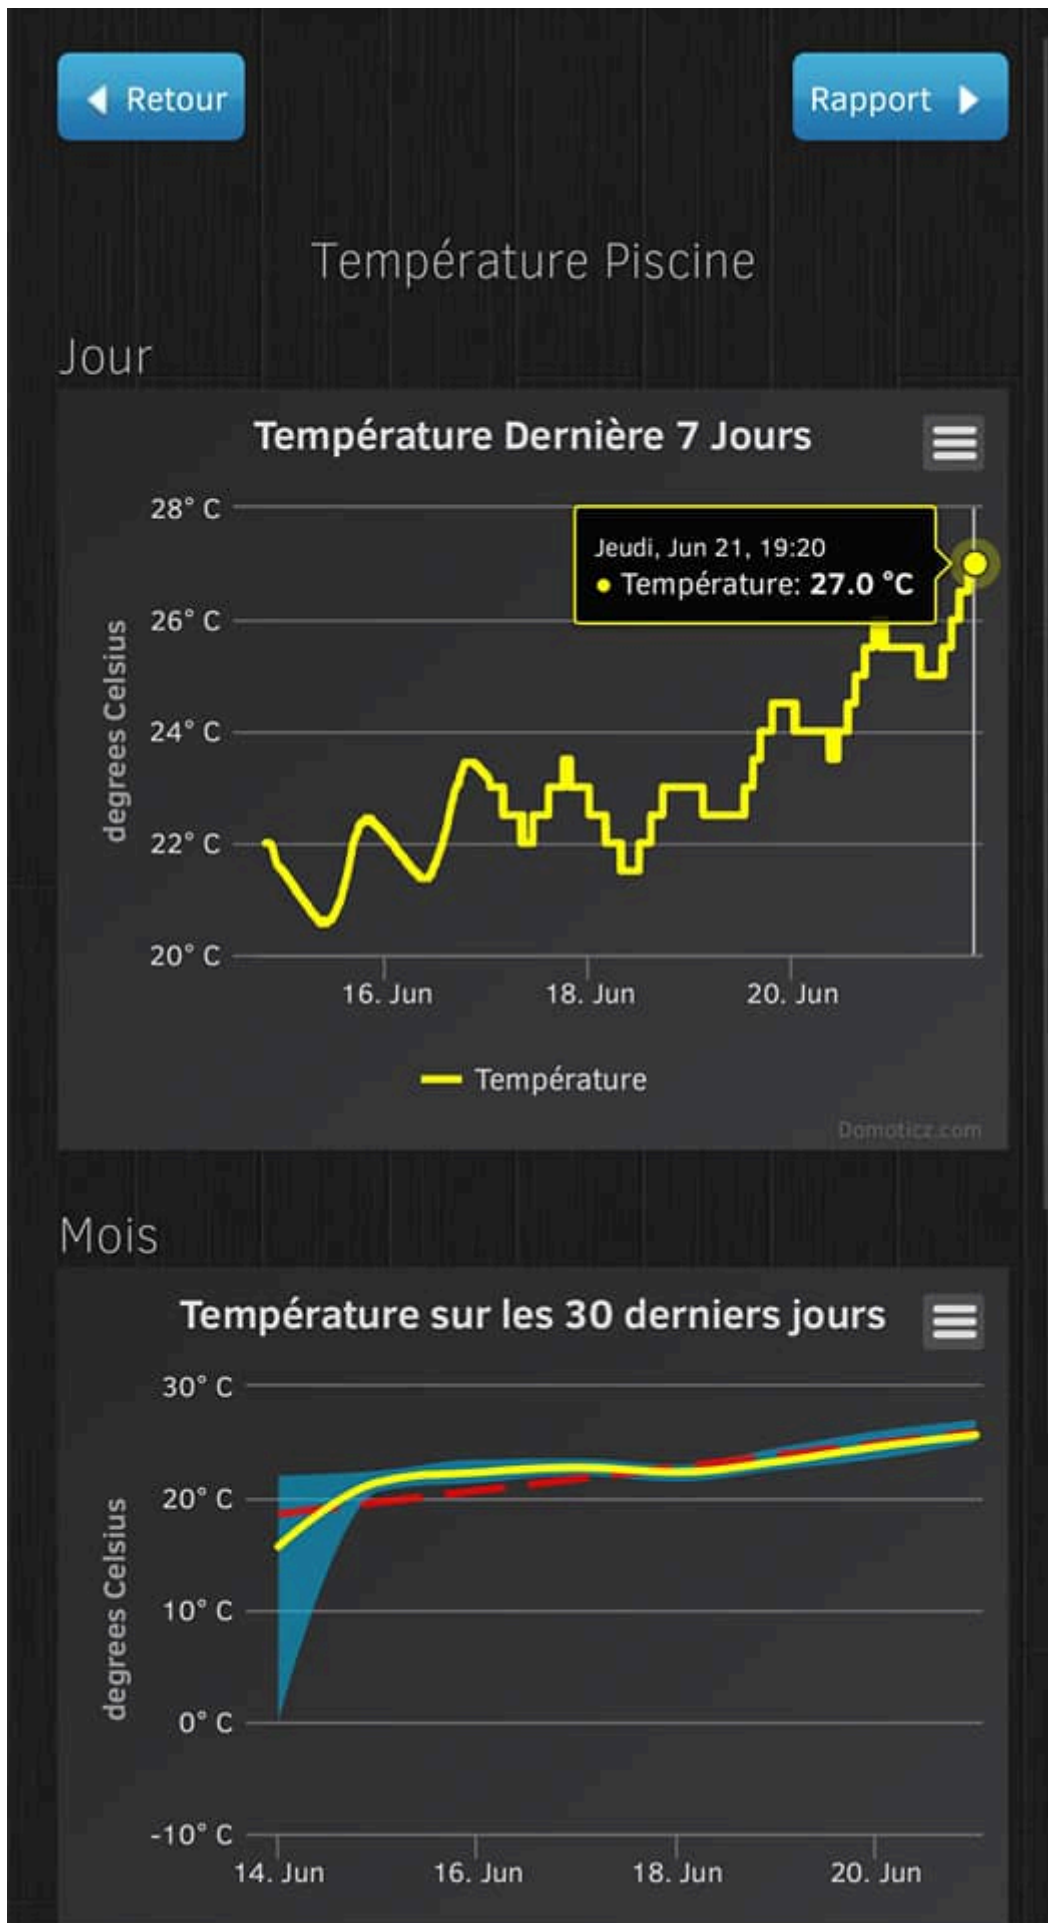 Retour
Rapport
Température Piscine
Jour
Température Dernière 7 Jours
28° C
Jeudi, Jun 21, 19:20
● Température: 27.0 °C
26° C
24° C
22° C
20° C
degrees Celsius
16. Jun 18. Jun 20. Jun
Température
Domoticz.com
Mois
Température sur les 30 derniers jours
30° C
20° C
10° C
0° C
-10° C
degrees Celsius
14. Jun 16. Jun 18. Jun 20. Jun